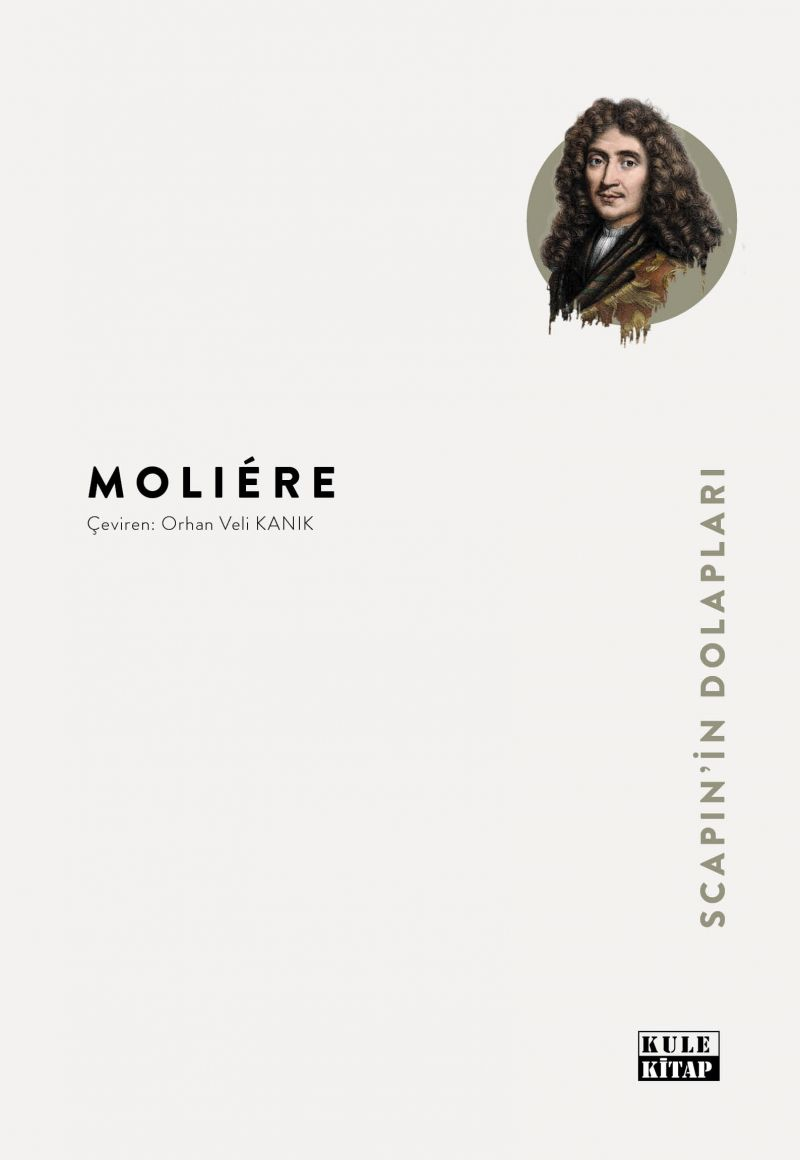 MOLIÉRE
Çeviren: Orhan Veli KANIK
SCAPIN’İN DOLAPLARI
KULE
KİTAP